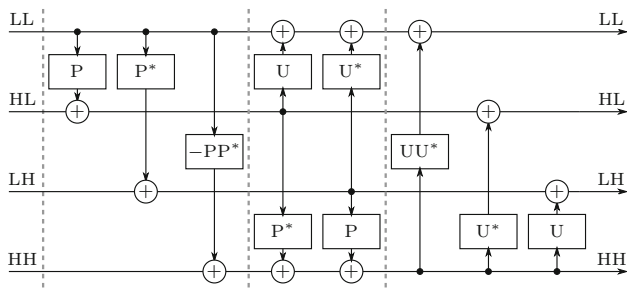 LL LL
P P* U U*
HL HL
−PP* UU*
LH LH
P* P U* U
HH HH